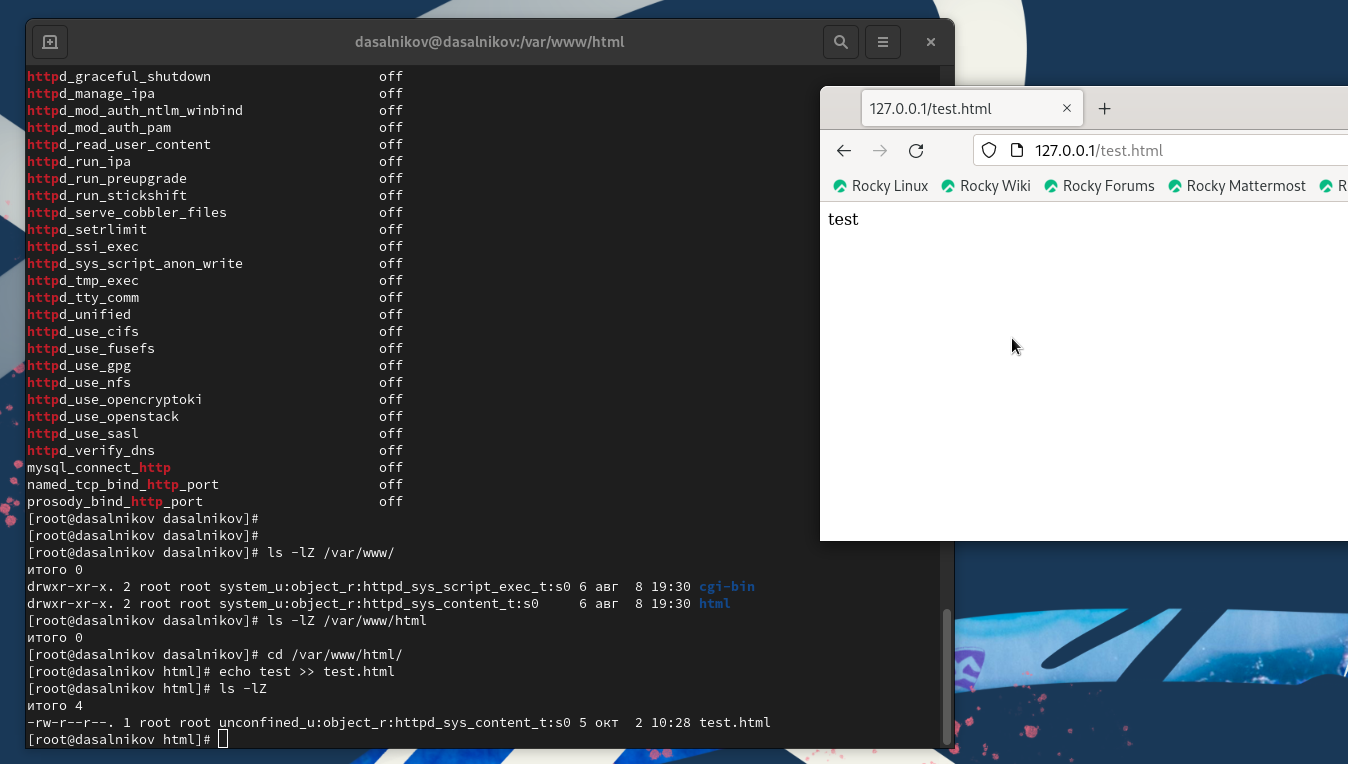 dasalnikov@dasalnikov:/var/www/html
httpd_graceful_shutdown off
httpd_manage_ipa off
httpd_mod_auth_ntlm_winbind off
httpd_mod_auth_pam off
httpd_read_user_content off
httpd_run_ipa off
httpd_run_preupgrade off
httpd_run_stickshift off
httpd_serve_cobbler_files off
httpd_setrlimit off
httpd_ssi_exec off
httpd_sys_script_anon_write off
httpd_tmp_exec off
httpd_tty_comm off
httpd_unified off
httpd_use_cifs off
httpd_use_fusefs off
httpd_use_gpg off
httpd_use_nfs off
httpd_use_opencryptoki off
httpd_use_openstack off
httpd_use_sasl off
httpd_verify_dns off
mysql_connect_http off
named_tcp_bind_http_port off
prosody_bind_http_port off
[root@dasalnikov dasalnikov]#
[root@dasalnikov dasalnikov]#
[root@dasalnikov dasalnikov]# ls -lZ /var/www/
итого 0
drwxr-xr-x. 2 root root system_u:object_r:httpd_sys_script_exec_t:s0 6 авг  8 19:30 cgi-bin
drwxr-xr-x. 2 root root system_u:object_r:httpd_sys_content_t:s0     6 авг  8 19:30 html
[root@dasalnikov dasalnikov]# ls -lZ /var/www/html
итого 0
[root@dasalnikov dasalnikov]# cd /var/www/html/
[root@dasalnikov html]# echo test >> test.html
[root@dasalnikov html]# ls -lZ
итого 4
-rw-r--r--. 1 root root unconfined_u:object_r:httpd_sys_content_t:s0 5 окт  2 10:28 test.html
[root@dasalnikov html]#
127.0.0.1/test.html
127.0.0.1/test.html
Rocky Linux Rocky Wiki Rocky Forums Rocky Mattermost R
test